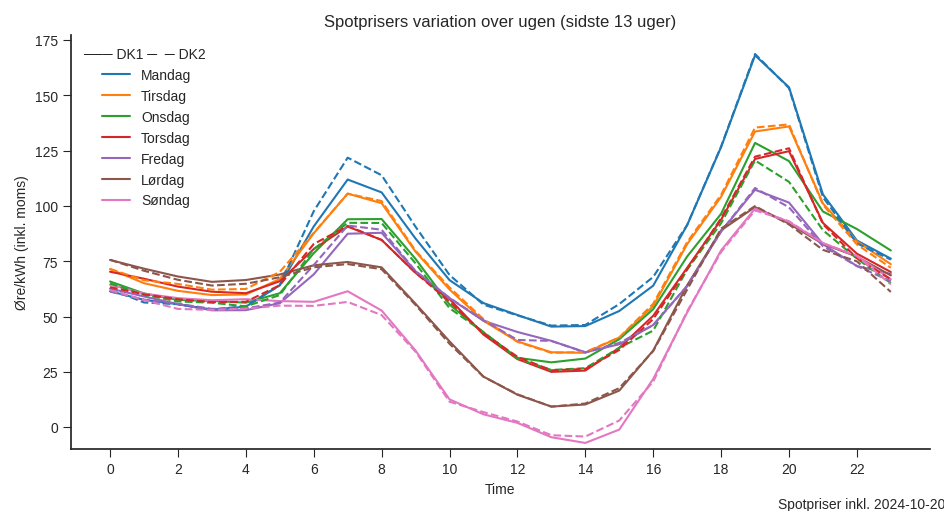 Spotprisers variation over ugen (sidste 13 uger)
175
150
125
100
75
50
25
0
Øre/kWh (inkl. moms)
DK1 DK2
Mandag
Tirsdag
Onsdag
Torsdag
Fredag
Lørdag
Søndag
0 2 4 6 8 10 12 14 16 18 20 22
Time
Spotpriser inkl. 2024-10-20